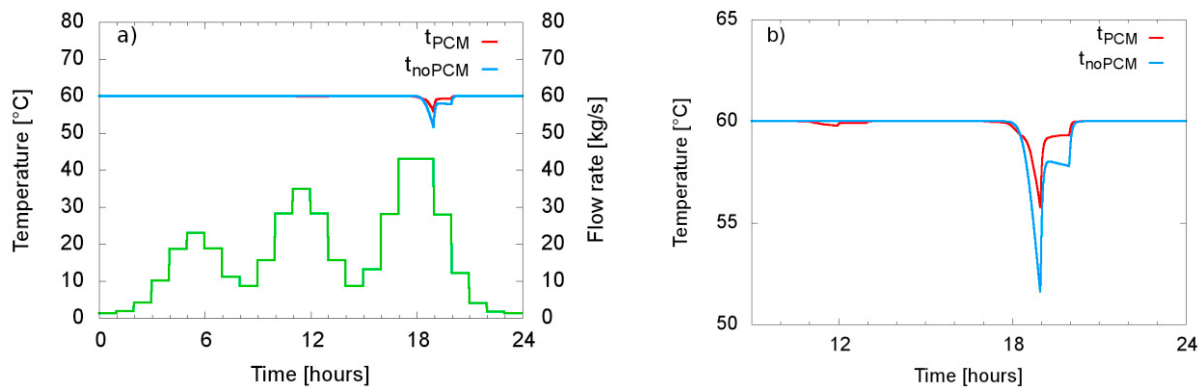 a)
tPCM
tnoPCM
Temperature [°C]
80
70
60
50
40
30
20
10
0
80
70
60
50
40
30
20
10
0
Flow rate [kg/s]
0 6 12 18 24
Time [hours]
b)
tPCM
tnoPCM
Temperature [°C]
65
60
55
50
12 18 24
Time [hours]